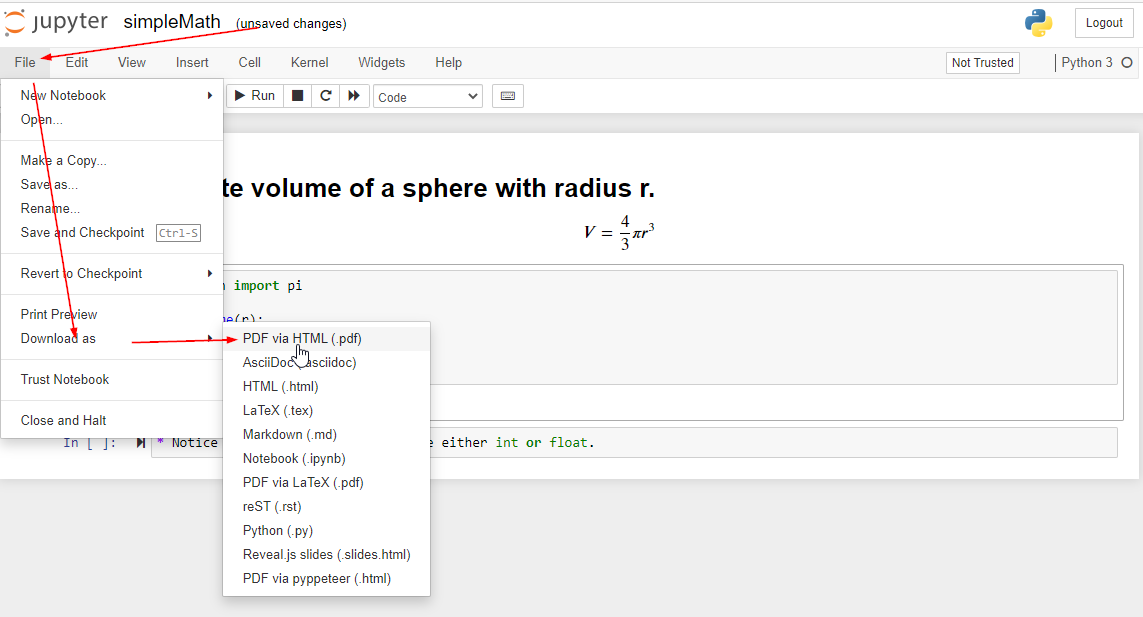 jupyter simpleMath (unsaved changes) Logout
File Edit View Insert Cell Kernel Widgets Help Not Trusted Python 3
New Notebook Run Code
Open...
Make a Copy...
Save as... te volume of a sphere with radius r.
Rename...
Save and Checkpoint Ctrl-S V = 4/3 πr³
Revert to Checkpoint
import pi
Print Preview (r):
Download as
PDF via HTML (.pdf)
AsciiDoc asciidoc)
Trust Notebook
HTML (.html)
LaTeX (.tex)
Close and Halt
Markdown (.md)
In [ ]: * Notice e either int or float.
Notebook (.ipynb)
PDF via LaTeX (.pdf)
reST (.rst)
Python (.py)
Reveal.js slides (.slides.html)
PDF via pyppeteer (.html)